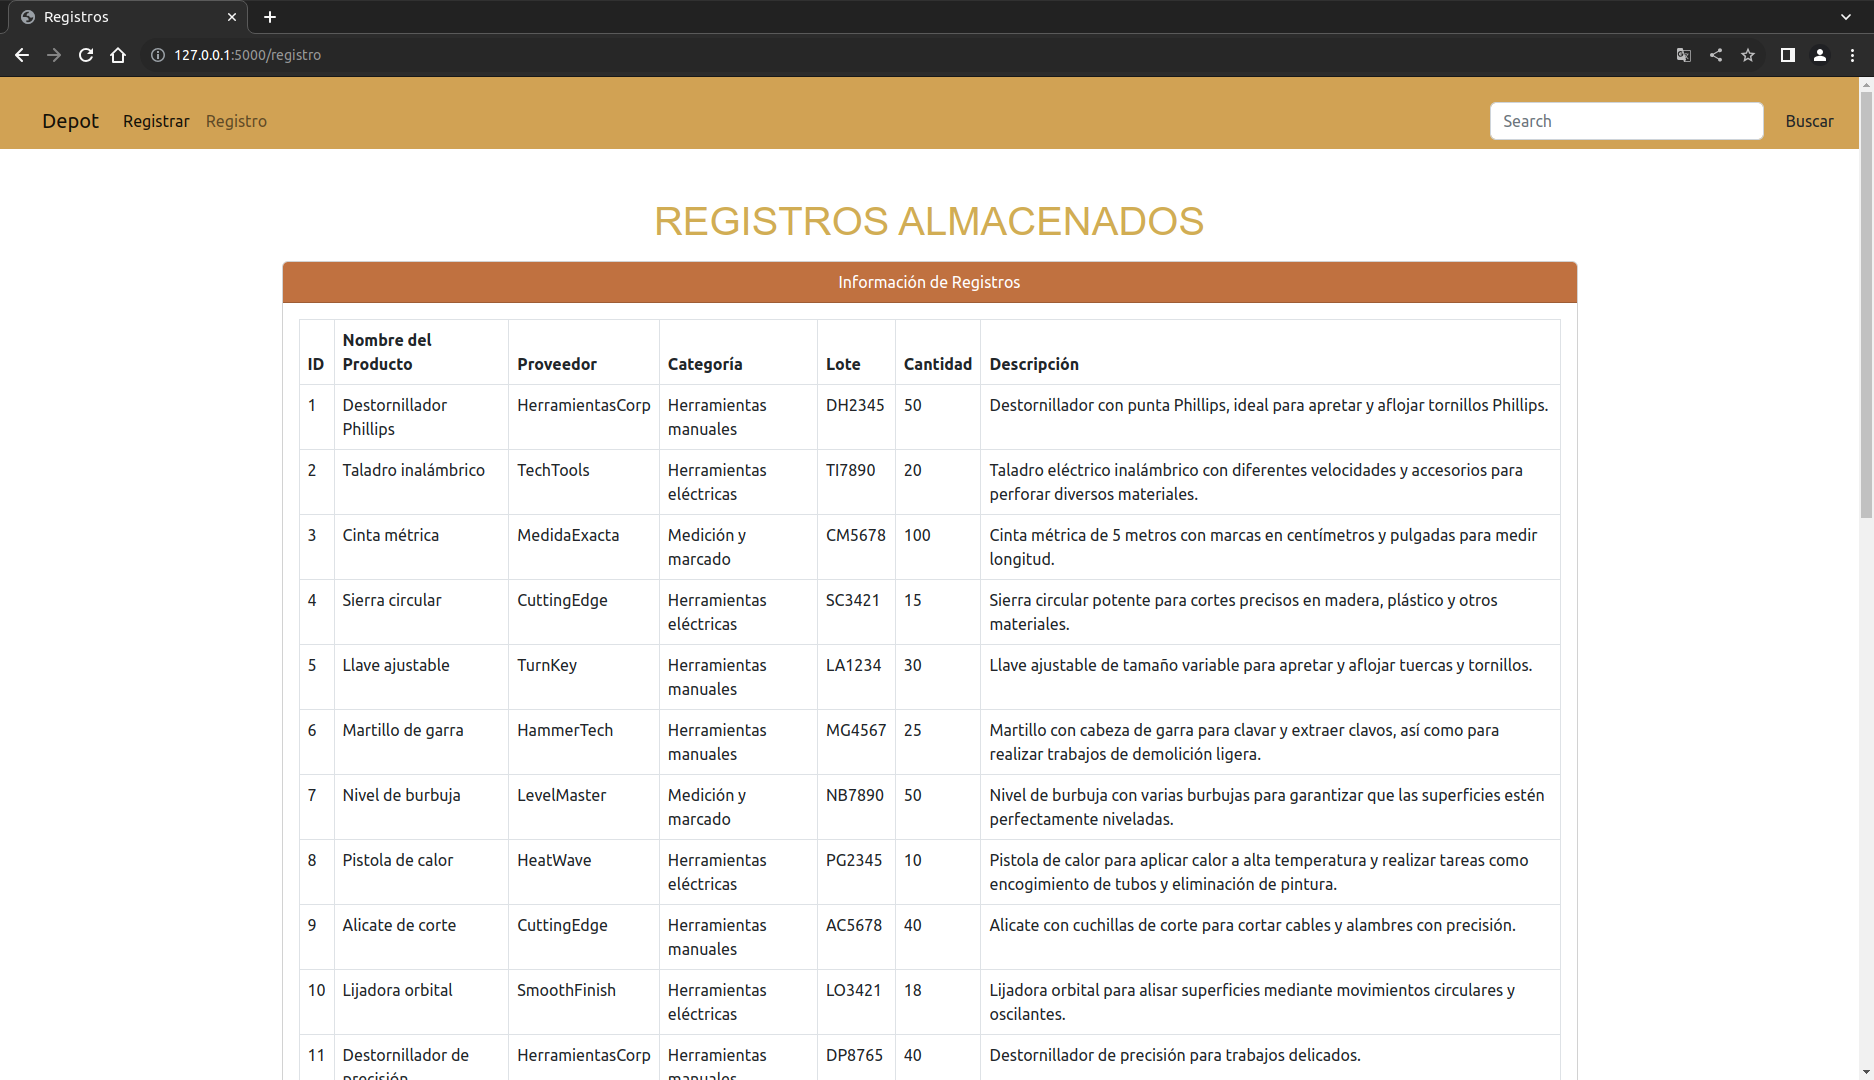 Registros
127.0.0.1:5000/registro
Depot Registrar Registro Search Buscar
REGISTROS ALMACENADOS
Información de Registros
ID Nombre del Producto Proveedor Categoría Lote Cantidad Descripción
1 Destornillador Phillips HerramientasCorp Herramientas manuales DH2345 50 Destornillador con punta Phillips, ideal para apretar y aflojar tornillos Phillips.
2 Taladro inalámbrico TechTools Herramientas eléctricas TI7890 20 Taladro eléctrico inalámbrico con diferentes velocidades y accesorios para perforar diversos materiales.
3 Cinta métrica MedidaExacta Medición y marcado CM5678 100 Cinta métrica de 5 metros con marcas en centímetros y pulgadas para medir longitud.
4 Sierra circular CuttingEdge Herramientas eléctricas SC3421 15 Sierra circular potente para cortes precisos en madera, plástico y otros materiales.
5 Llave ajustable TurnKey Herramientas manuales LA1234 30 Llave ajustable de tamaño variable para apretar y aflojar tuercas y tornillos.
6 Martillo de garra HammerTech Herramientas manuales MG4567 25 Martillo con cabeza de garra para clavar y extraer clavos, así como para realizar trabajos de demolición ligera.
7 Nivel de burbuja LevelMaster Medición y marcado NB7890 50 Nivel de burbuja con varias burbujas para garantizar que las superficies estén perfectamente niveladas.
8 Pistola de calor HeatWave Herramientas eléctricas PG2345 10 Pistola de calor para aplicar calor a alta temperatura y realizar tareas como encogimiento de tubos y eliminación de pintura.
9 Alicate de corte CuttingEdge Herramientas manuales AC5678 40 Alicate con cuchillas de corte para cortar cables y alambres con precisión.
10 Lijadora orbital SmoothFinish Herramientas eléctricas LO3421 18 Lijadora orbital para alisar superficies mediante movimientos circulares y oscilantes.
11 Destornillador de precisión HerramientasCorp Herramientas manuales DP8765 40 Destornillador de precisión para trabajos delicados.